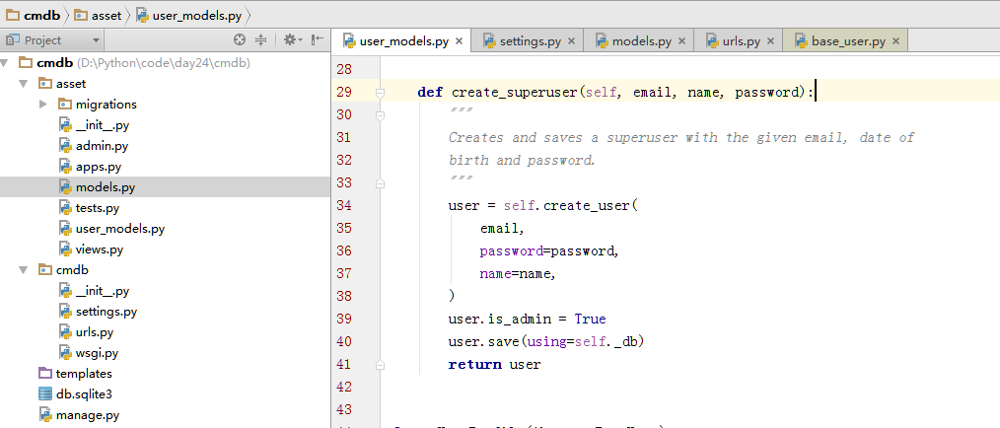 cmdb asset user_models.py
Project
user_models.py settings.py models.py urls.py base_user.py
cmdb (D:\Python\code\day24\cmdb)
asset
migrations
__init__.py
admin.py
apps.py
models.py
tests.py
user_models.py
views.py
cmdb
__init__.py
settings.py
urls.py
wsgi.py
templates
db.sqlite3
manage.py
28
29 def create_superuser(self, email, name, password):
30 """
31 Creates and saves a superuser with the given email, date of
32 birth and password.
33 """
34 user = self.create_user(
35 email,
36 password=password,
37 name=name,
38 )
39 user.is_admin = True
40 user.save(using=self._db)
41 return user
42
43